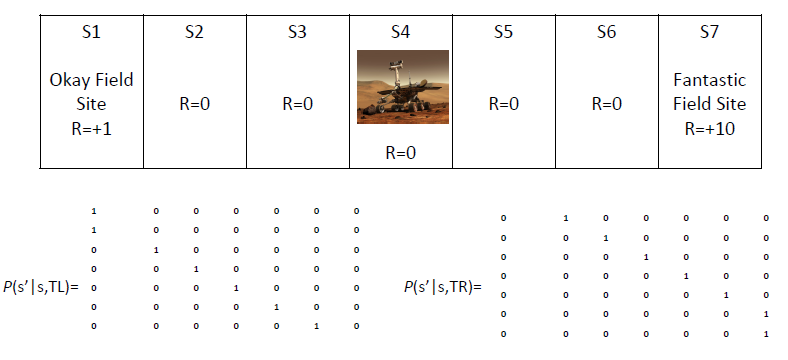 S1 S2 S3 S4 S5 S6 S7
Okay Field Site R=+1
R=0
R=0
R=0
R=0
R=0
Fantastic Field Site R=+10
P(s'|s,TL)=
1 0 0 0 0 0 0
1 0 0 0 0 0 0
0 1 0 0 0 0 0
0 0 1 0 0 0 0
0 0 0 1 0 0 0
0 0 0 0 1 0 0
0 0 0 0 0 1 0
P(s'|s,TR)=
0 1 0 0 0 0 0
0 0 1 0 0 0 0
0 0 0 1 0 0 0
0 0 0 0 1 0 0
0 0 0 0 0 1 0
0 0 0 0 0 0 1
0 0 0 0 0 0 1